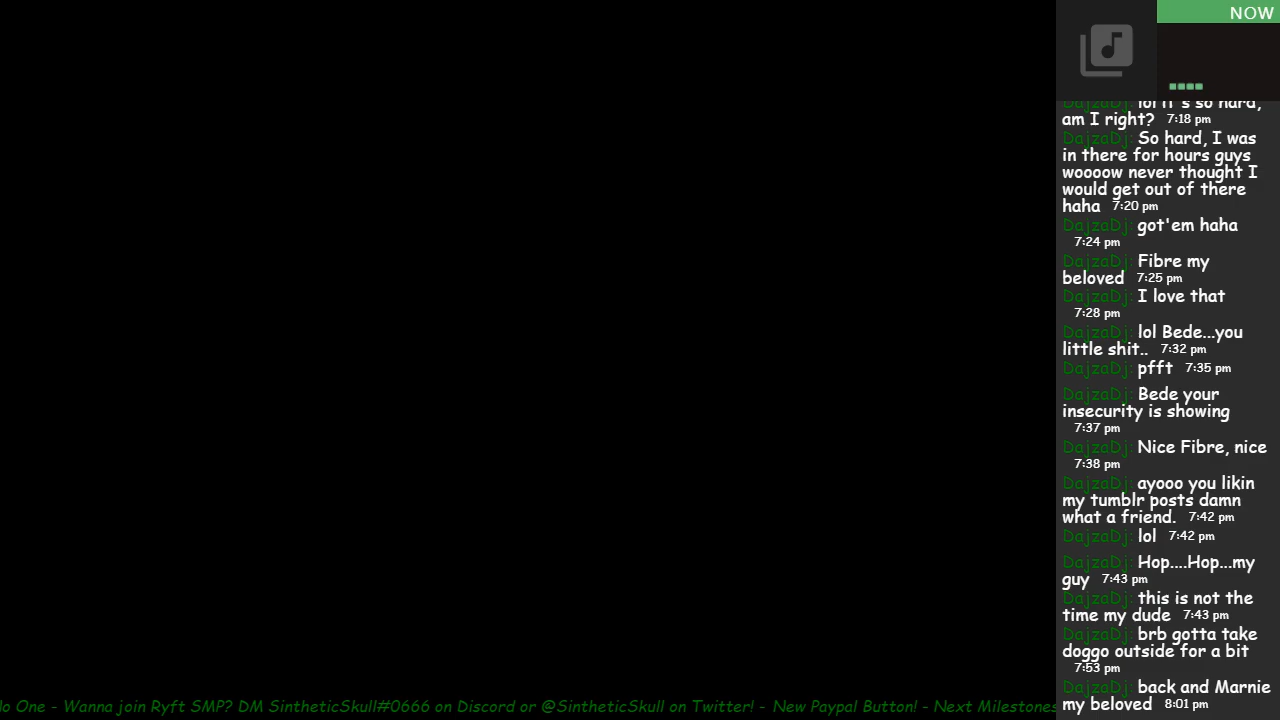 NOW
DajzaDj: lol it's so hard,
am I right? 7:18 pm
DajzaDj: So hard, I was
in there for hours guys
woooow never thought I
would get out of there
haha 7:20 pm
DajzaDj: got'em haha
7:24 pm
DajzaDj: Fibre my
beloved 7:25 pm
DajzaDj: I love that
7:28 pm
DajzaDj: lol Bede...you
little shit.. 7:32 pm
DajzaDj: pfft 7:35 pm
DajzaDj: Bede your
insecurity is showing
7:37 pm
DajzaDj: Nice Fibre, nice
7:38 pm
DajzaDj: ayooo you likin
my tumblr posts damn
what a friend. 7:42 pm
DajzaDj: lol 7:42 pm
DajzaDj: Hop....Hop...my
guy 7:43 pm
DajzaDj: this is not the
time my dude 7:43 pm
DajzaDj: brb gotta take
doggo outside for a bit
7:53 pm
DajzaDj: back and Marnie
my beloved 8:01 pm
One - Wanna join Ryft SMP? DM SintheticSkull#0666 on Discord or @SintheticSkull on Twitter! - New Paypal Button! - Next Milestones